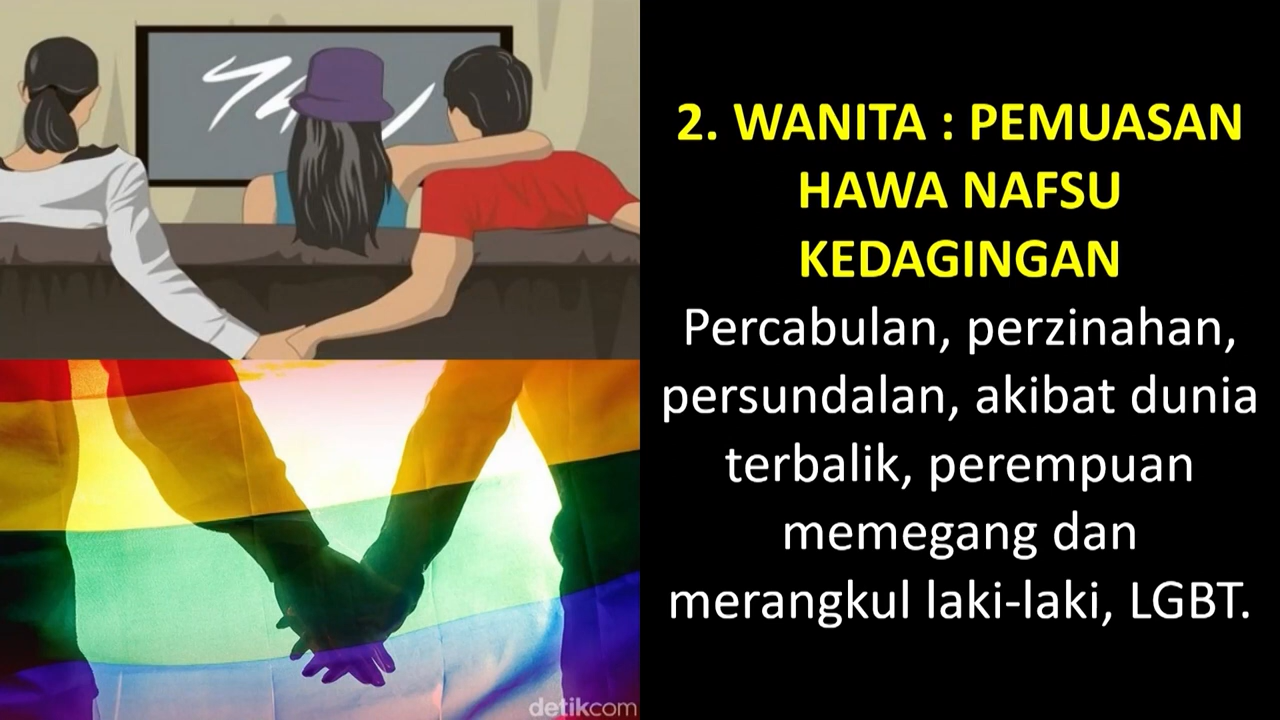 2. WANITA : PEMUASAN
HAWA NAFSU
KEDAGINGAN
Percabulan, perzinahan,
persundalan, akibat dunia
terbalik, perempuan
memegang dan
merangkul laki-laki, LGBT.
detikcom